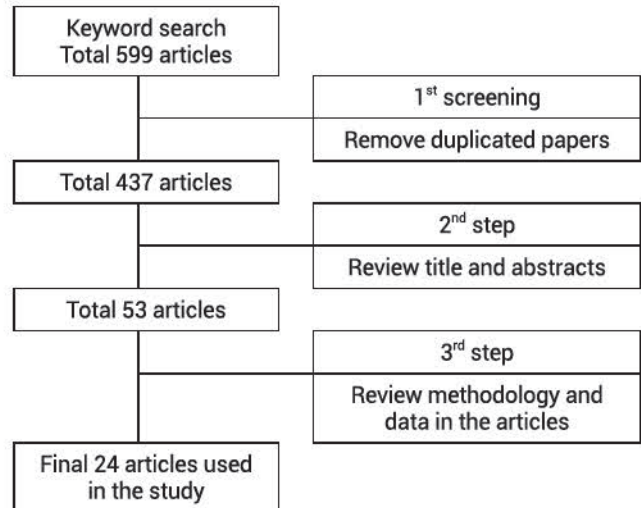 Keyword search
Total 599 articles
1st screening
Remove duplicated papers
Total 437 articles
2nd step
Review title and abstracts
Total 53 articles
3rd step
Review methodology and
data in the articles
Final 24 articles used
in the study